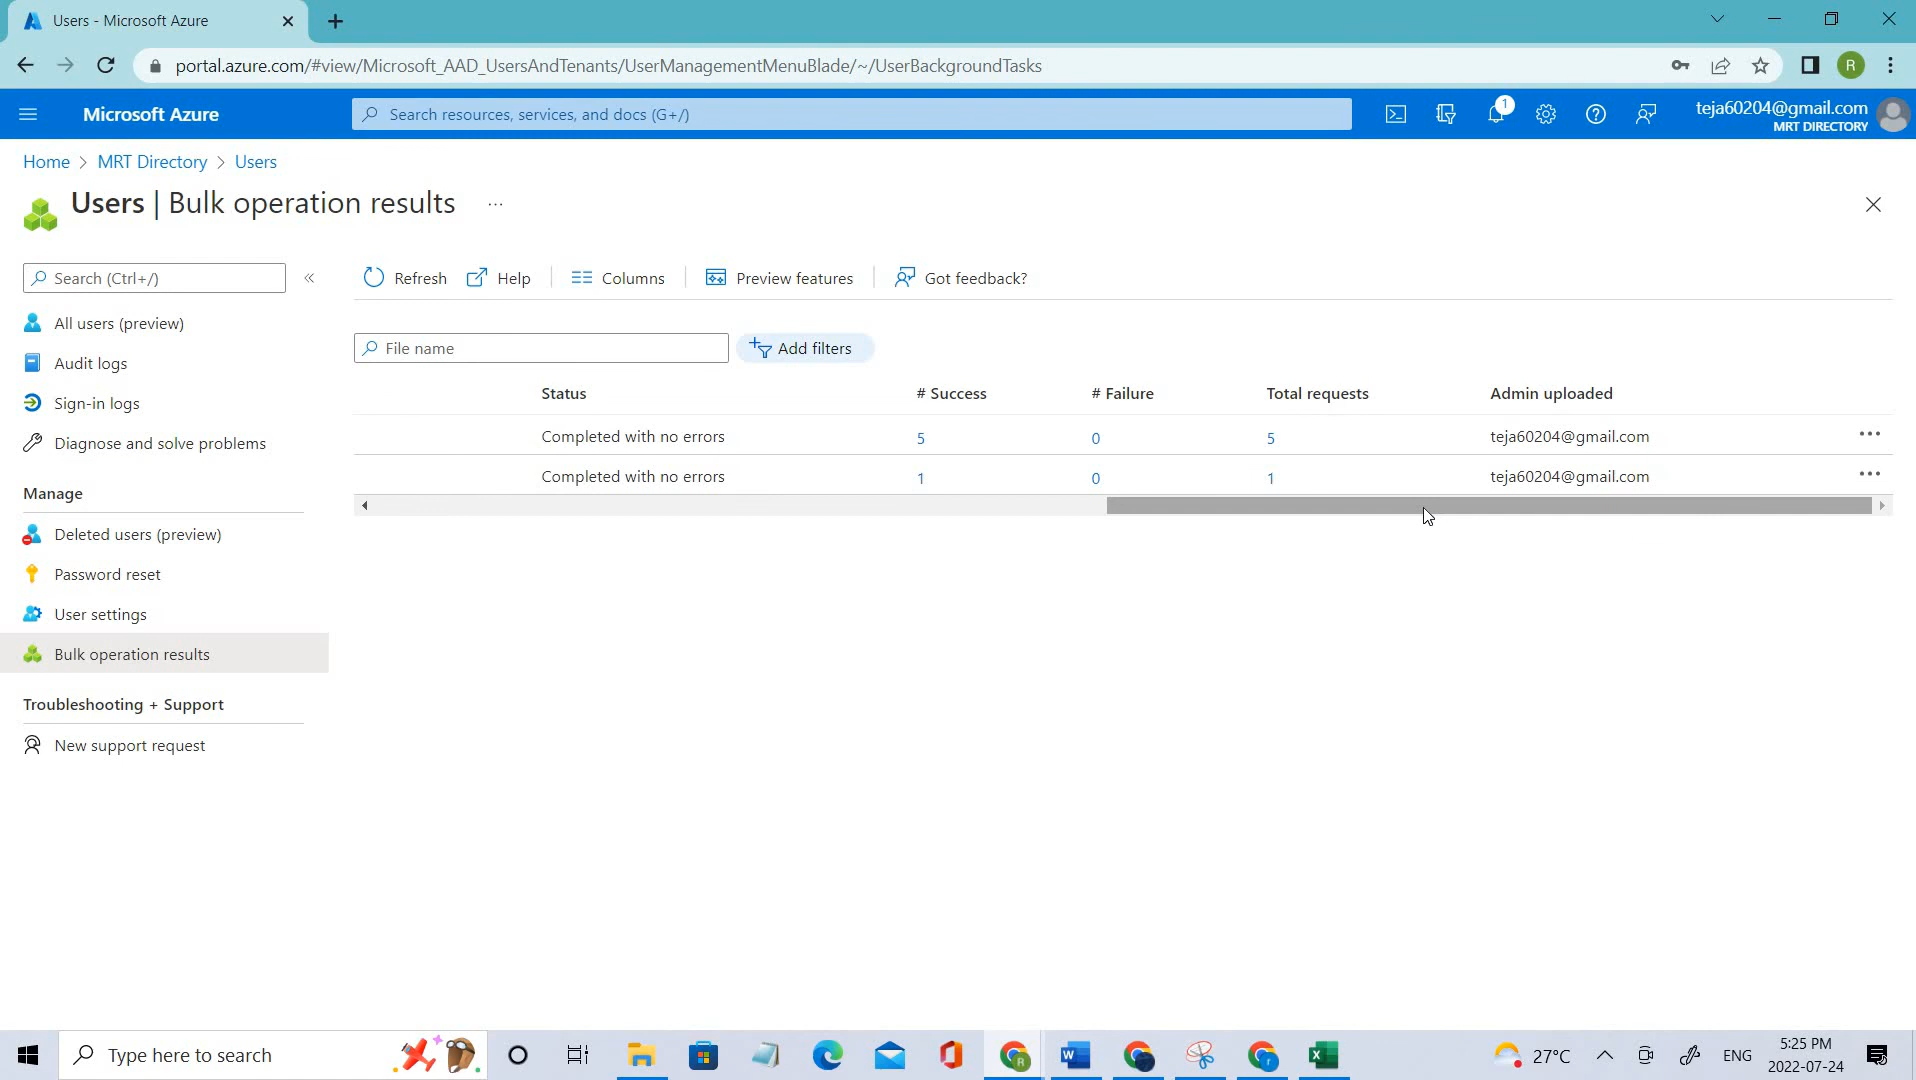 Users - Microsoft Azure
portal.azure.com/#view/Microsoft_AAD_UsersAndTenants/UserManagementMenuBlade/~/UserBackgroundTasks
R
Microsoft Azure
Search resources, services, and docs (G+/)
1
teja60204@gmail.com
MRT DIRECTORY
Home > MRT Directory > Users
Users | Bulk operation results ...
Search (Ctrl+/)
«
Refresh
Help
Columns
Preview features
Got feedback?
All users (preview)
Audit logs
Sign-in logs
Diagnose and solve problems
Manage
Deleted users (preview)
Password reset
User settings
Bulk operation results
Troubleshooting + Support
New support request
File name
Add filters
Status # Success # Failure Total requests Admin uploaded
Completed with no errors 5 0 5 teja60204@gmail.com ...
Completed with no errors 1 0 1 teja60204@gmail.com ...
Type here to search
27°C
ENG
5:25 PM
2022-07-24